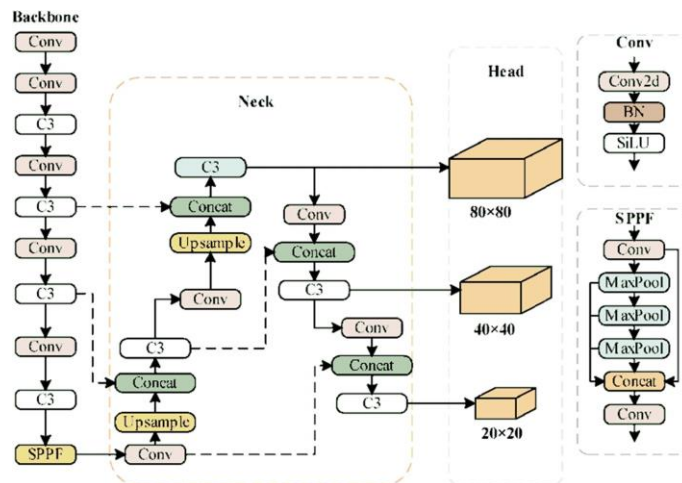 Backbone
Conv
Conv
C3
Conv
C3
Conv
C3
Conv
C3
SPPF
Neck
C3
Concat
Upsample
Conv
C3
Concat
Upsample
Conv
Conv
Concat
C3
Conv
Concat
C3
Head
80×80
40×40
20×20
Conv
Conv2d
BN
SiLU
SPPF
Conv
MaxPool
MaxPool
MaxPool
Concat
Conv